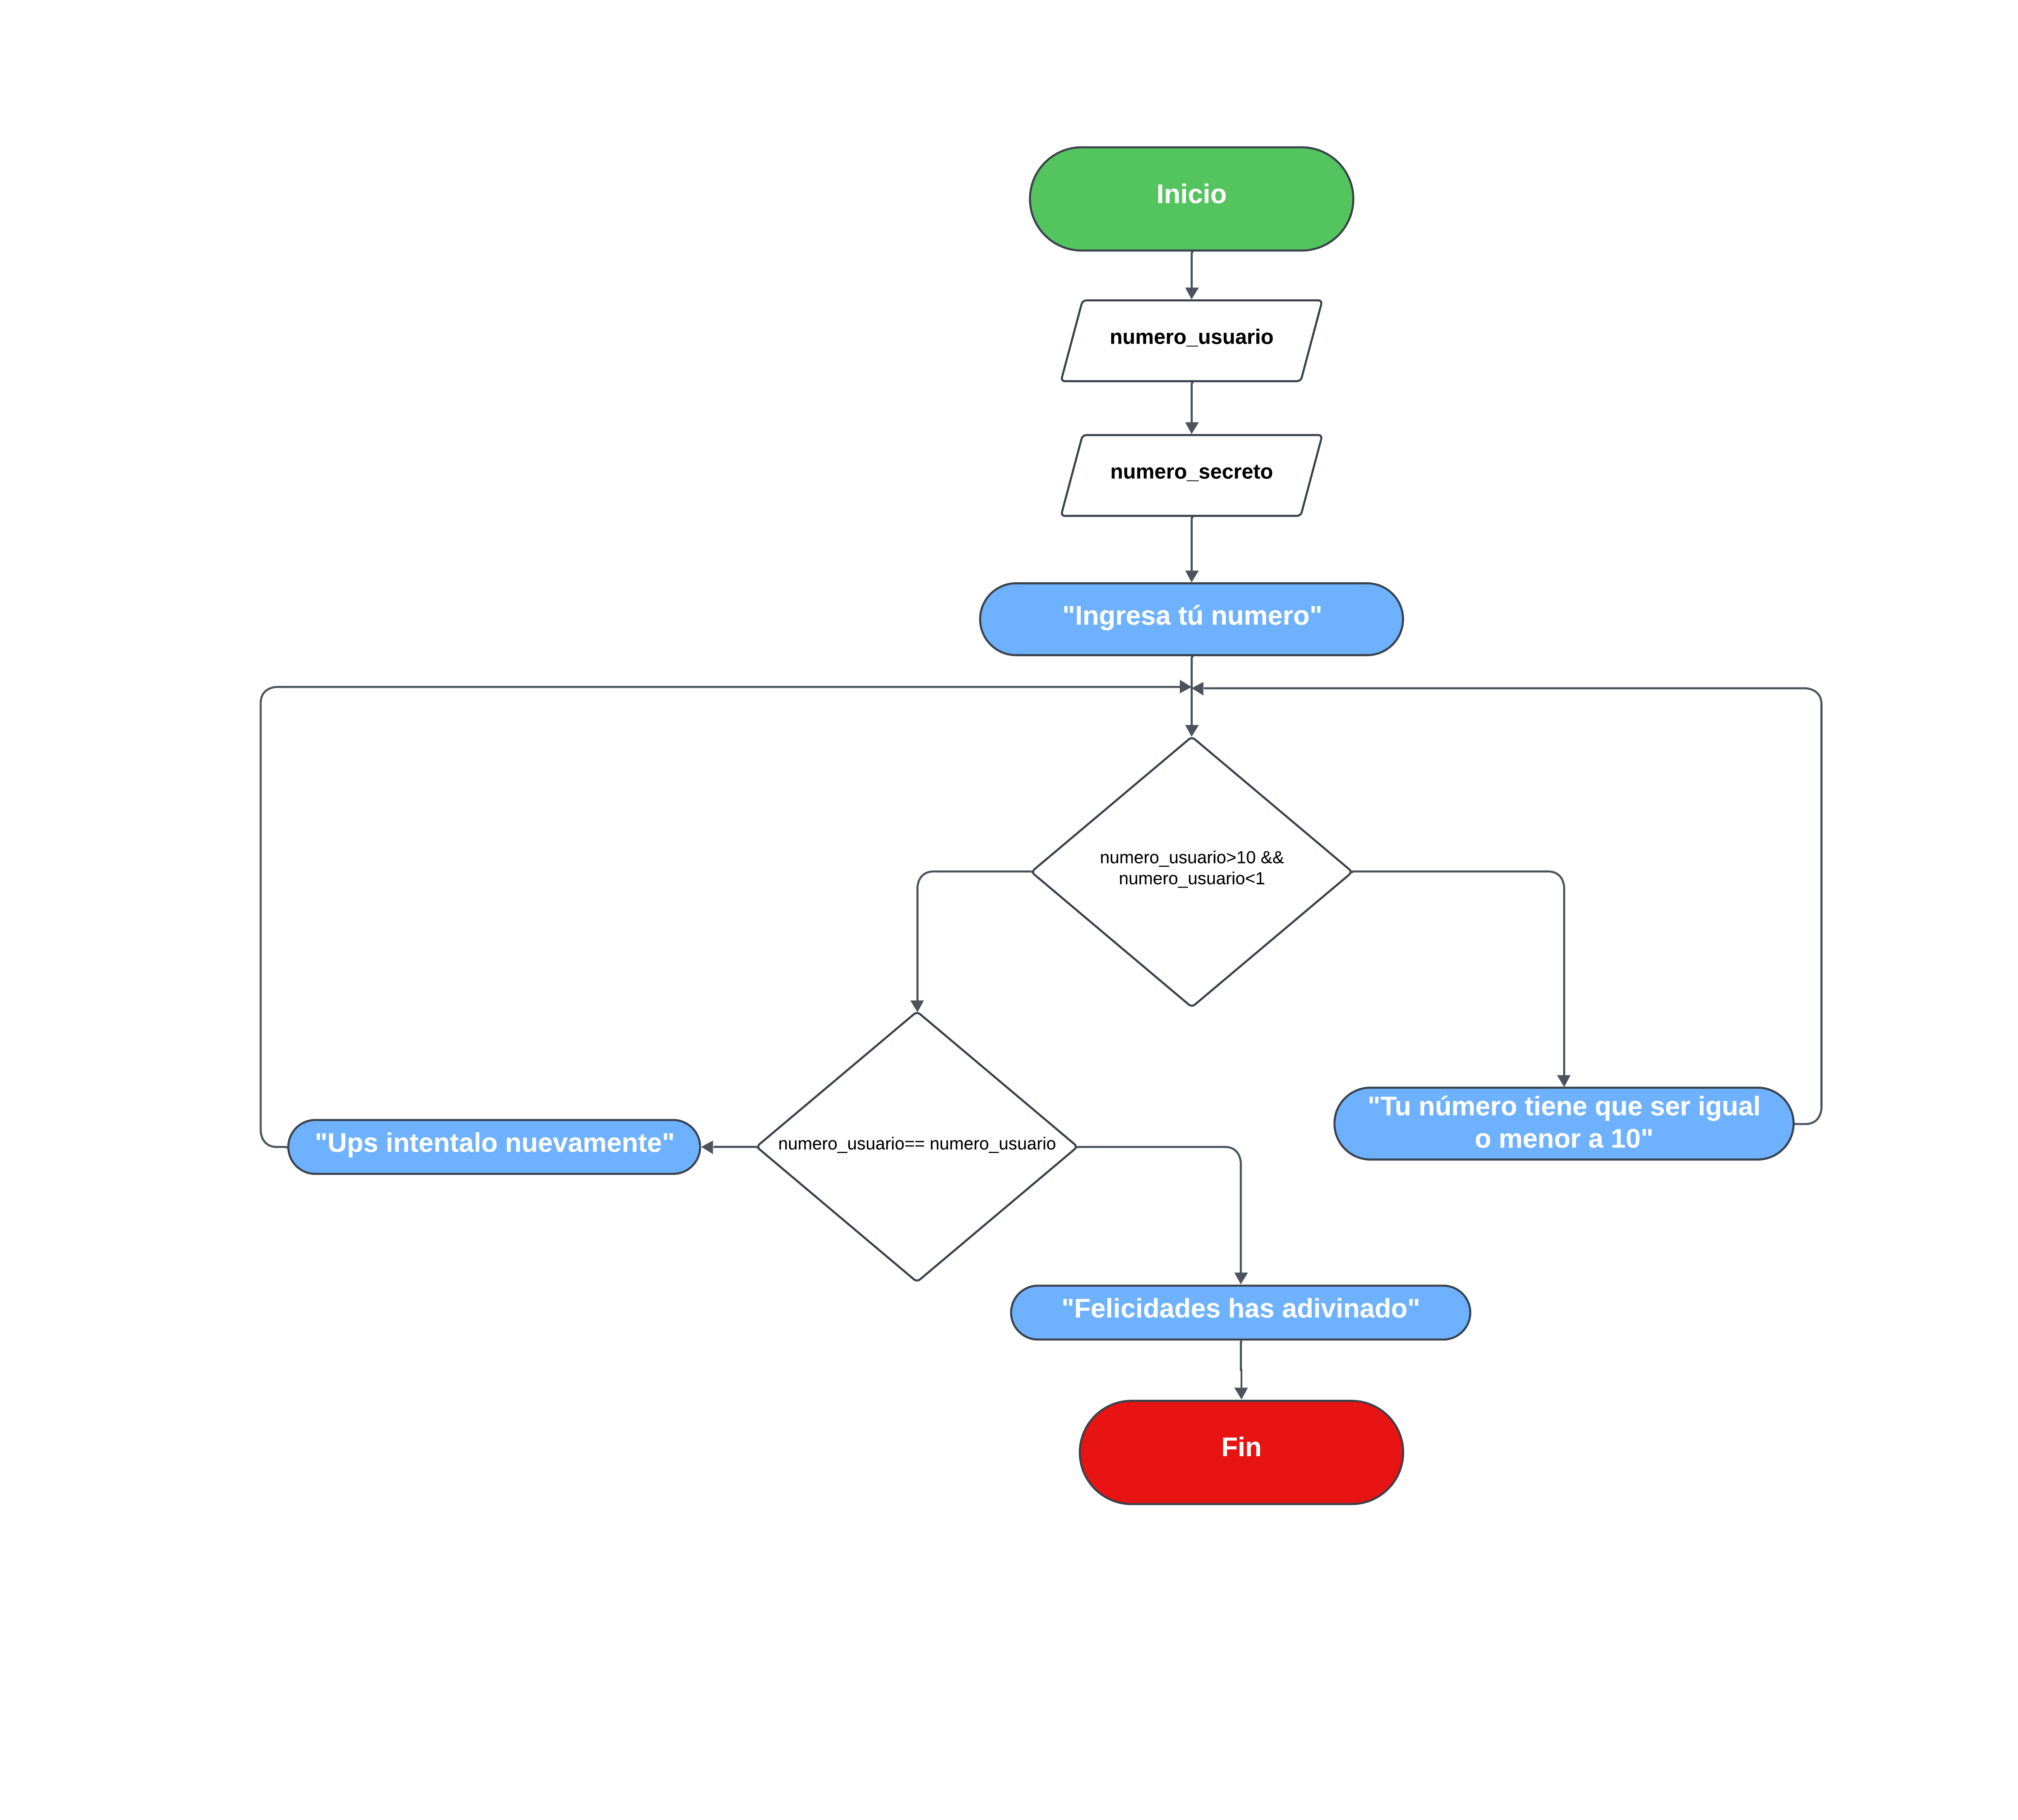 Inicio
numero_usuario
numero_secreto
"Ingresa tú numero"
numero_usuario>10 &&
numero_usuario<1
"Tu número tiene que ser igual
o menor a 10"
numero_usuario== numero_usuario
"Ups intentalo nuevamente"
"Felicidades has adivinado"
Fin